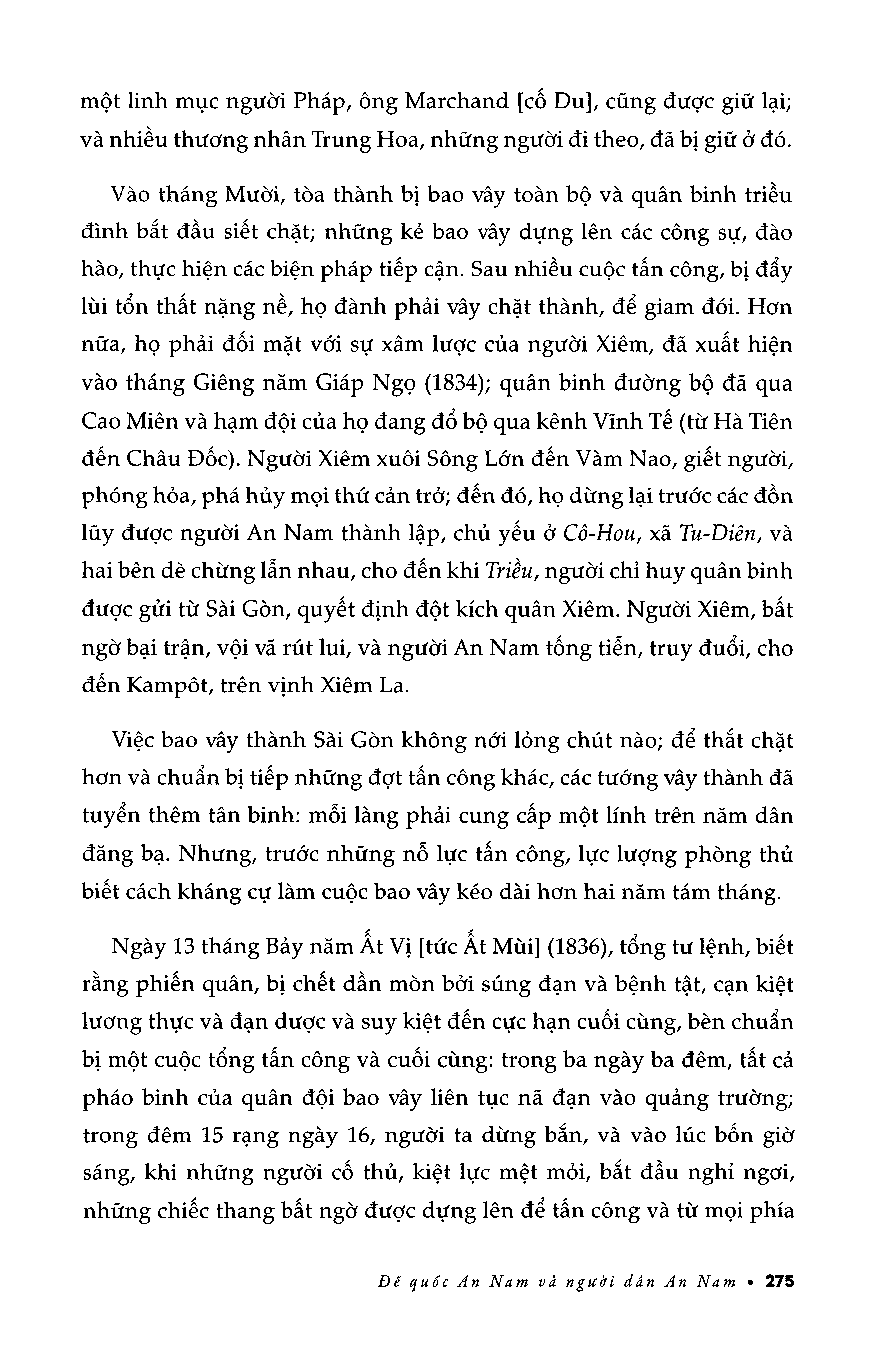 một linh mục người Pháp, ông Marchand [cố Du], cũng được giữ lại;
và nhiều thương nhân Trung Hoa, những người đi theo, đã bị giữ ở đó.
Vào tháng Mười, tòa thành bị bao vây toàn bộ và quân binh triều
đình bắt đầu siết chặt; những kẻ bao vây dựng lên các công sự, đào
hào, thực hiện các biện pháp tiếp cận. Sau nhiều cuộc tấn công, bị đẩy
lùi tổn thất nặng nề, họ đành phải vây chặt thành, để giam đói. Hơn
nữa, họ phải đối mặt với sự xâm lược của người Xiêm, đã xuất hiện
vào tháng Giêng năm Giáp Ngọ (1834); quân binh đường bộ đã qua
Cao Miên và hạm đội của họ đang đổ bộ qua kênh Vĩnh Tế (từ Hà Tiên
đến Châu Đốc). Người Xiêm xuôi Sông Lớn đến Vàm Nao, giết người,
phóng hỏa, phá hủy mọi thứ cản trở; đến đó, họ dừng lại trước các đồn
lũy được người An Nam thành lập, chủ yếu ở Cô-Hou, xã Tu-Diên, và
hai bên dè chừng lẫn nhau, cho đến khi Triều, người chỉ huy quân binh
được gửi từ Sài Gòn, quyết định đột kích quân Xiêm. Người Xiêm, bất
ngờ bại trận, vội vã rút lui, và người An Nam tống tiễn, truy đuổi, cho
đến Kampôt, trên vịnh Xiêm La.
Việc bao vây thành Sài Gòn không nới lỏng chút nào; để thắt chặt
hơn và chuẩn bị tiếp những đợt tấn công khác, các tướng vây thành đã
tuyển thêm tân binh: mỗi làng phải cung cấp một lính trên năm dân
đăng bạ. Nhưng, trước những nỗ lực tấn công, lực lượng phòng thủ
biết cách kháng cự làm cuộc bao vây kéo dài hơn hai năm tám tháng.
Ngày 13 tháng Bảy năm Ất Vị [tức Ất Mùi] (1836), tổng tư lệnh, biết
rằng phiến quân, bị chết dần mòn bởi súng đạn và bệnh tật, cạn kiệt
lương thực và đạn dược và suy kiệt đến cực hạn cuối cùng, bèn chuẩn
bị một cuộc tổng tấn công và cuối cùng: trong ba ngày ba đêm, tất cả
pháo binh của quân đội bao vây liên tục nã đạn vào quảng trường;
trong đêm 15 rạng ngày 16, người ta dừng bắn, và vào lúc bốn giờ
sáng, khi những người cố thủ, kiệt lực mệt mỏi, bắt đầu nghỉ ngơi,
những chiếc thang bất ngờ được dựng lên để tấn công và từ mọi phía
Đế quốc An Nam và người dân An Nam • 275